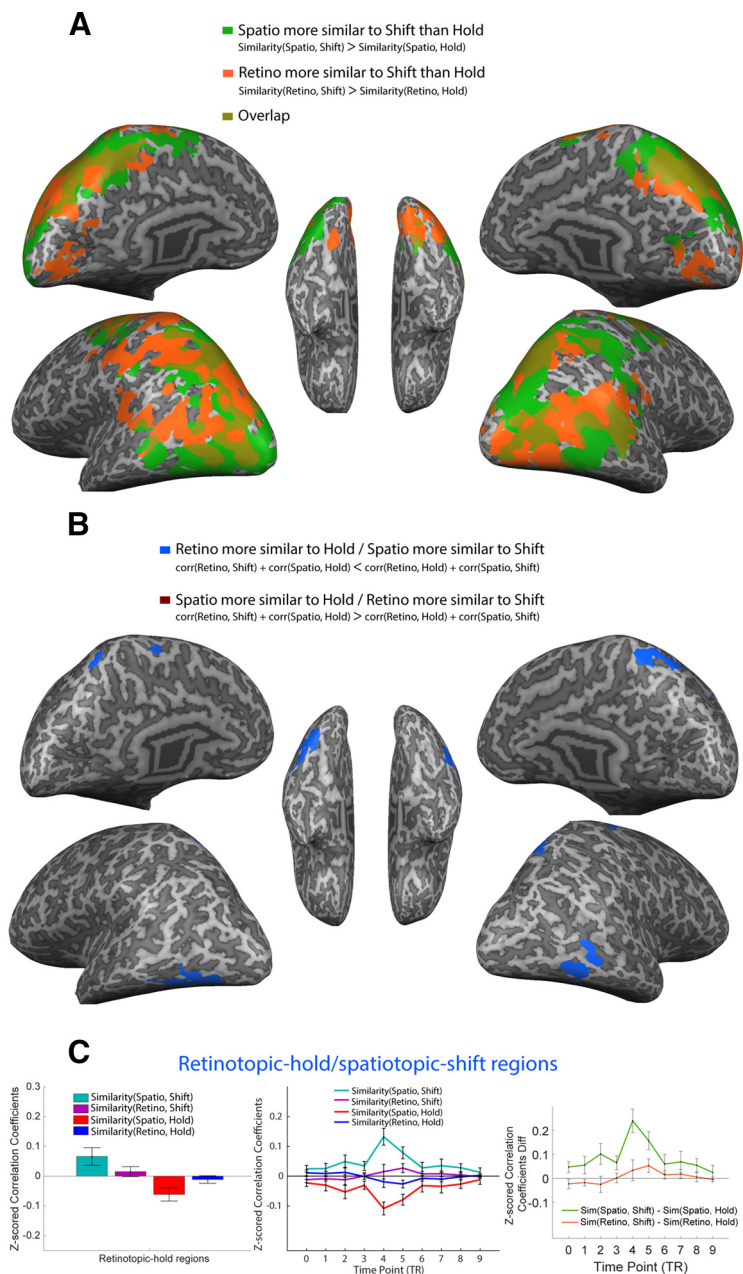 A
Spatio more similar to Shift than Hold
Similarity(Spatio, Shift) > Similarity(Spatio, Hold)
Retino more similar to Shift than Hold
Similarity(Retino, Shift) > Similarity(Retino, Hold)
Overlap
B
Retino more similar to Hold / Spatio more similar to Shift
corr(Retino, Shift) + corr(Spatio, Hold) < corr(Retino, Hold) + corr(Spatio, Shift)
Spatio more similar to Hold / Retino more similar to Shift
corr(Retino, Shift) + corr(Spatio, Hold) > corr(Retino, Hold) + corr(Spatio, Shift)
C
Retinotopic-hold/spatiotopic-shift regions
Z-scored Correlation Coefficients
0.3
0.2
0.1
0
-0.1
-0.2
Similarity(Spatio, Shift)
Similarity(Retino, Shift)
Similarity(Spatio, Hold)
Similarity(Retino, Hold)
Retinotopic-hold regions
Z-scored Correlation Coefficients
0.2
0.1
0
-0.1
-0.2
Similarity(Spatio, Shift)
Similarity(Retino, Shift)
Similarity(Spatio, Hold)
Similarity(Retino, Hold)
0 1 2 3 4 5 6 7 8 9
Time Point (TR)
Z-scored Correlation
Coefficients Diff
0.2
0.1
0
-0.1
Sim(Spatio, Shift) - Sim(Spatio, Hold)
Sim(Retino, Shift) - Sim(Retino, Hold)
0 1 2 3 4 5 6 7 8 9
Time Point (TR)